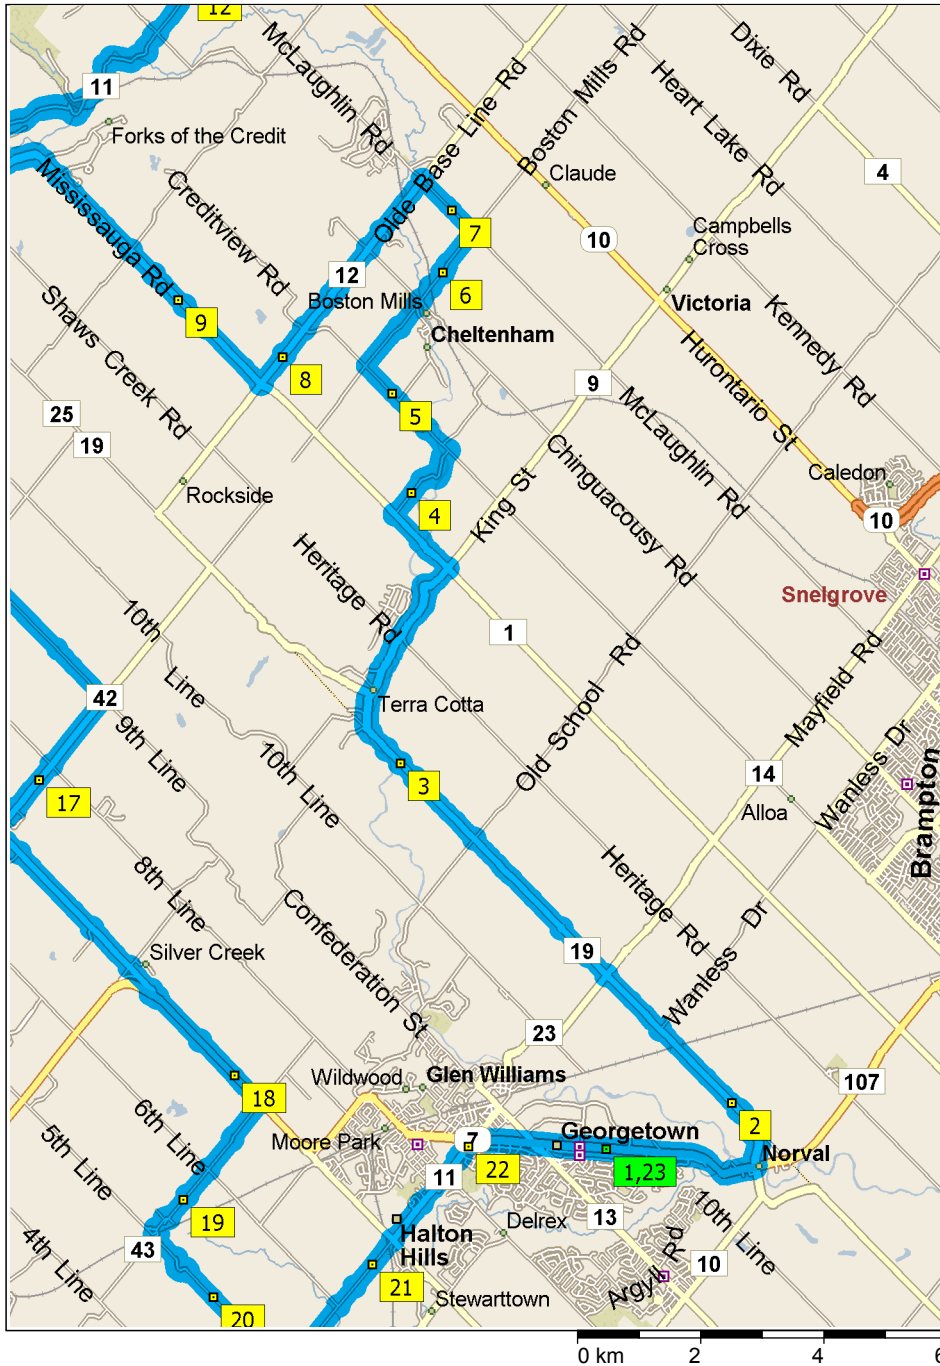 12
McLaughlin Rd
Dixie Rd
11
Forks of the Credit
Olde Base Line Rd
Boston Mills Rd
Heart Lake Rd
Claude
4
Mississauga Rd
Creditview Rd
7
10
Campbells
Cross
12
6
Boston Mills
Victoria
Shaws Creek Rd
9
Cheltenham
Kennedy Rd
8
Hurontario St
9
25
19
5
McLaughlin Rd
Chinguacousy Rd
Caledon
Rockside
4
King St
10
Heritage Rd
Snelgrove
10th Line
1
42
Terra Cotta
Old School Rd
Mayfield Rd
9th Line
10th Line
Wanless Dr
17
3
14
Alloa
Brampton
8th Line
Heritage Rd
Confederation St
Silver Creek
19
Wanless Dr
23
Wildwood
Glen Williams
107
18
6th Line
Moore Park
7
Georgetown
2
Norval
5th Line
11
22
1,23
4th Line
19
43
Halton
Hills
Delrex
13
10th Line
Argyll Rd
10
21
Stewarttown
20
0 km
2
4
6